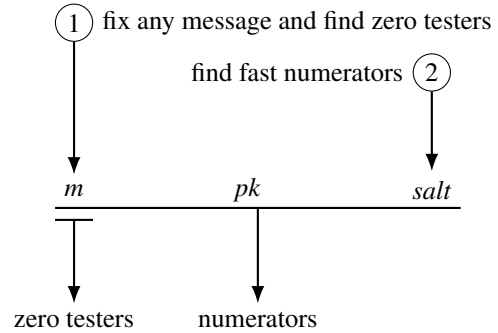 1 fix any message and find zero testers
find fast numerators 2
m pk salt
zero testers numerators